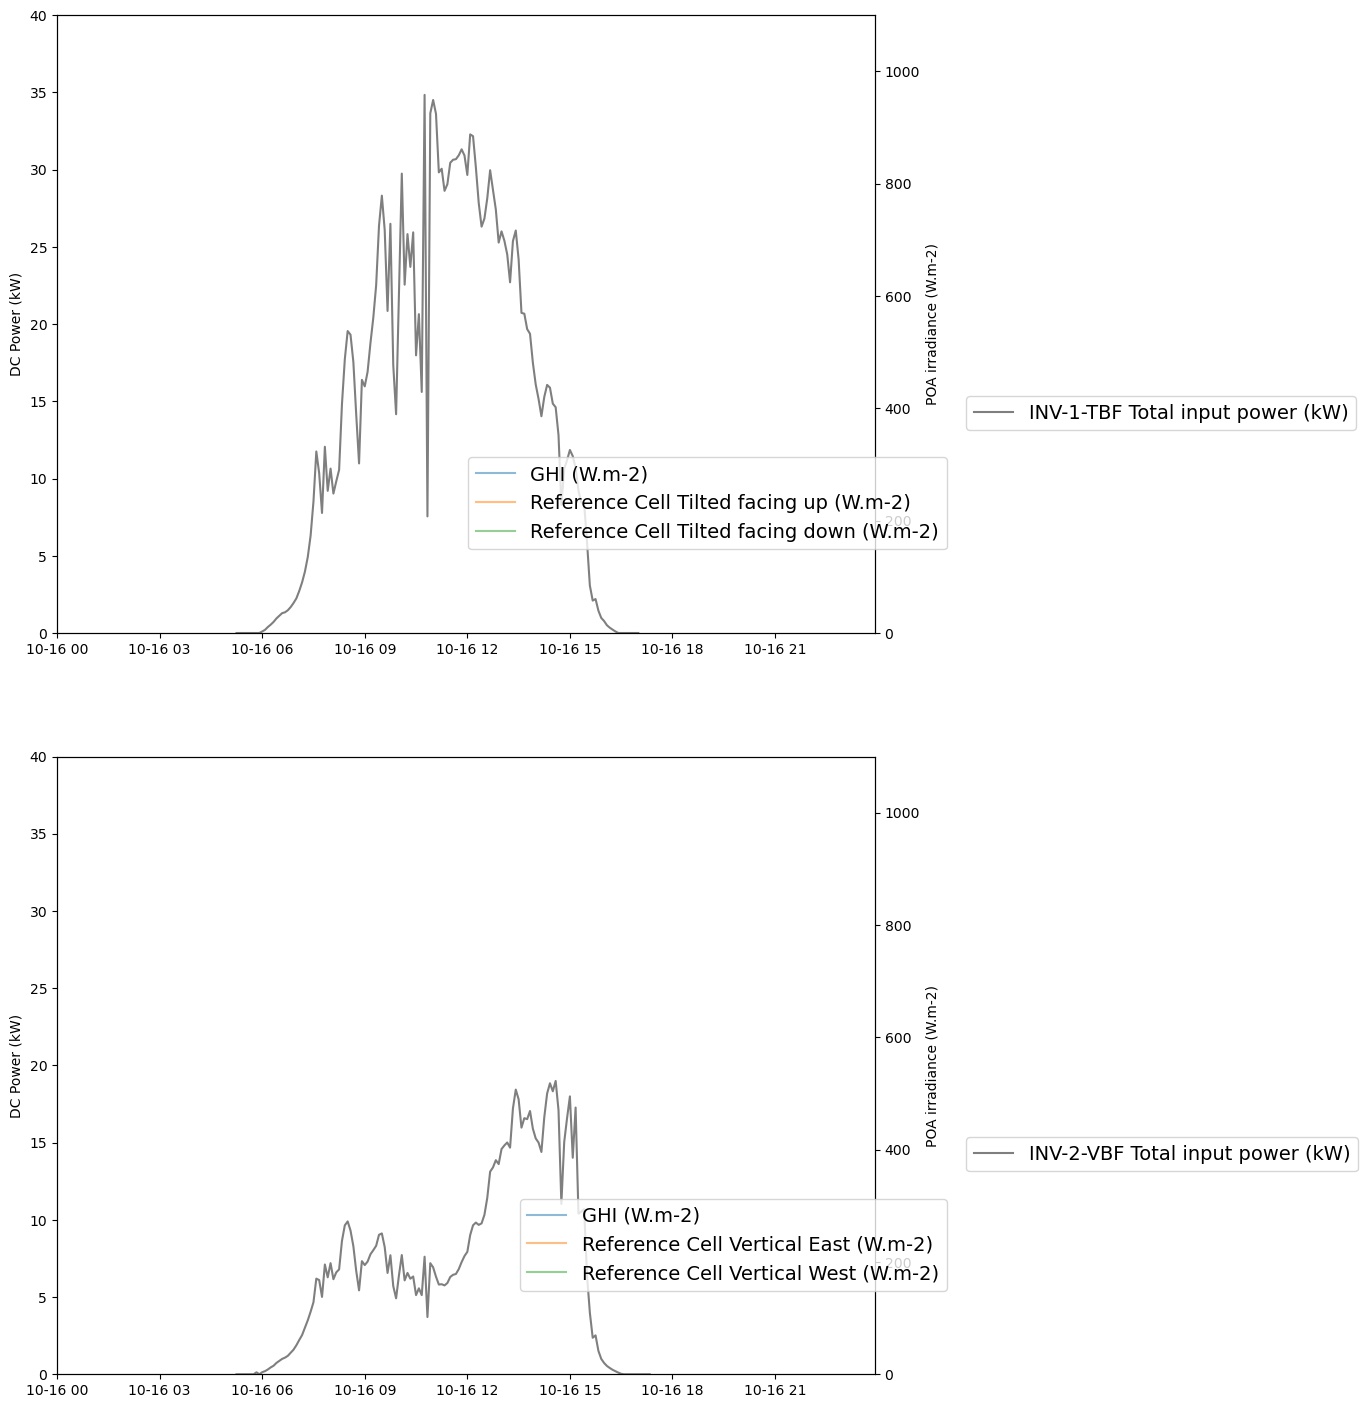 40
35
30
25
20
15
10
5
0
DC Power (kW)
1000
800
600
400
200
0
POA irradiance (W.m-2)
INV-1-TBF Total input power (kW)
GHI (W.m-2)
Reference Cell Tilted facing up (W.m-2)
Reference Cell Tilted facing down (W.m-2)
10-16 00 10-16 03 10-16 06 10-16 09 10-16 12 10-16 15 10-16 18 10-16 21
40
35
30
25
20
15
10
5
0
DC Power (kW)
1000
800
600
400
200
0
POA irradiance (W.m-2)
INV-2-VBF Total input power (kW)
GHI (W.m-2)
Reference Cell Vertical East (W.m-2)
Reference Cell Vertical West (W.m-2)
10-16 00 10-16 03 10-16 06 10-16 09 10-16 12 10-16 15 10-16 18 10-16 21